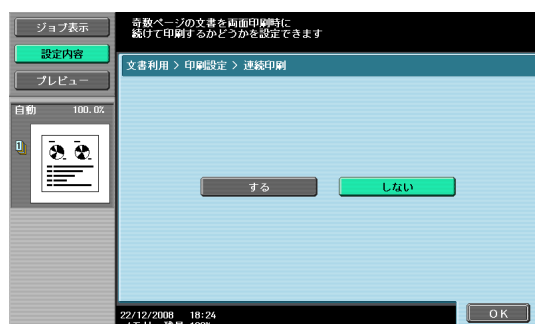 ジョブ表示
設定内容
プレビュー
奇数ページの文書を両面印刷時に
続けて印刷するかどうかを設定できます
文書利用 > 印刷設定 > 連続印刷
自動 100.0%
する
しない
22/12/2008 18:24
OK